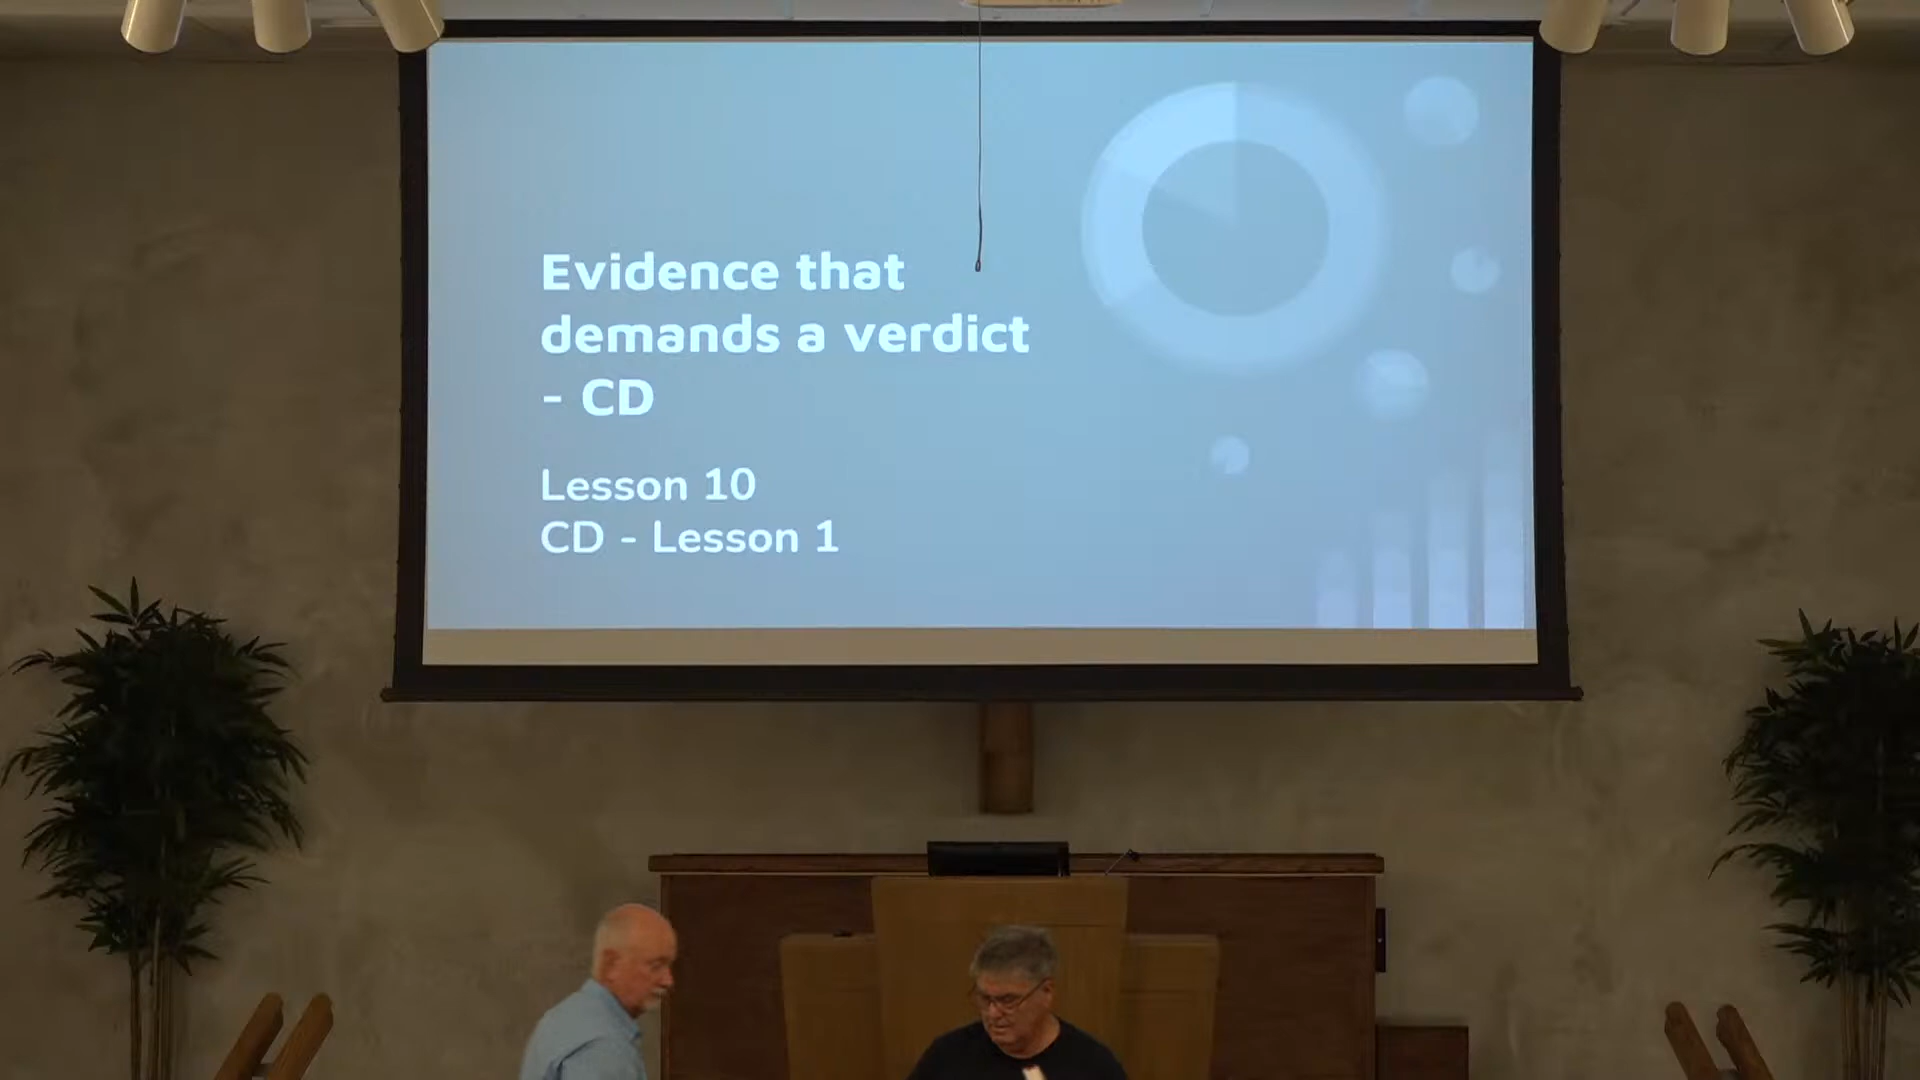 Evidence that
demands a verdict
- CD
Lesson 10
CD - Lesson 1